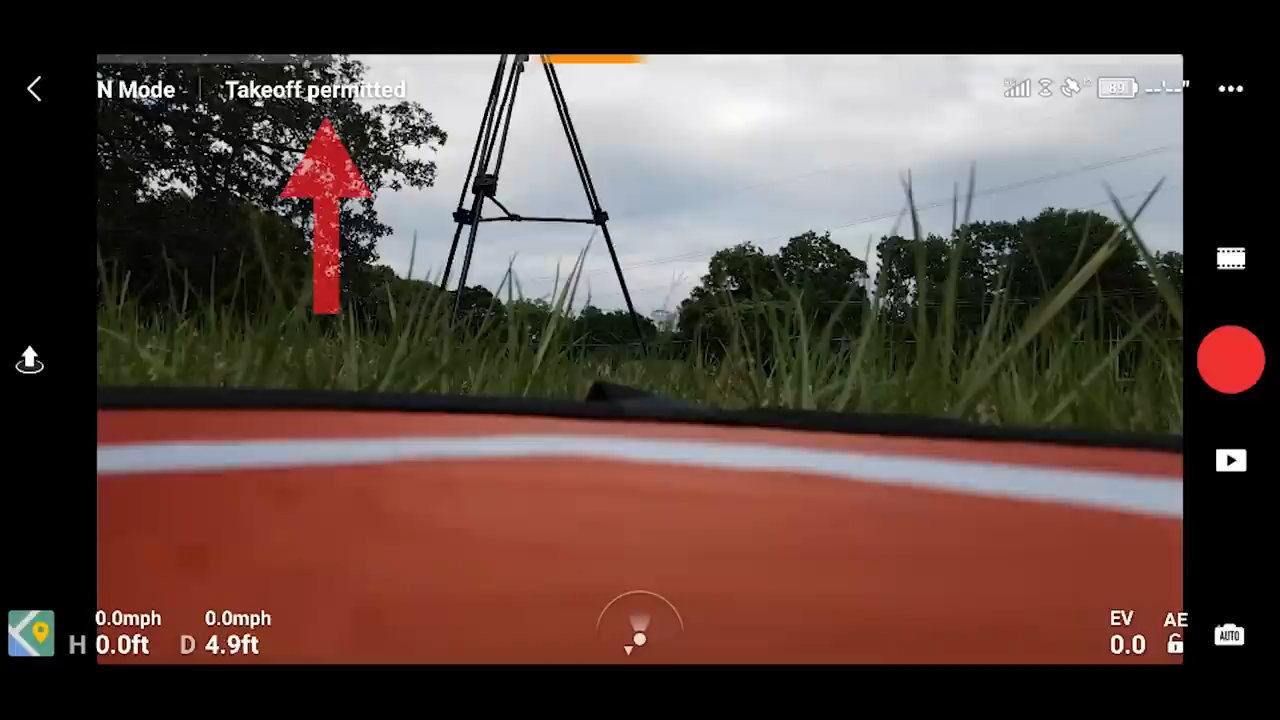 N Mode
Takeoff permitted
89
--'--"
0.0mph
0.0mph
H 0.0ft
D 4.9ft
EV
0.0
AE
AUTO